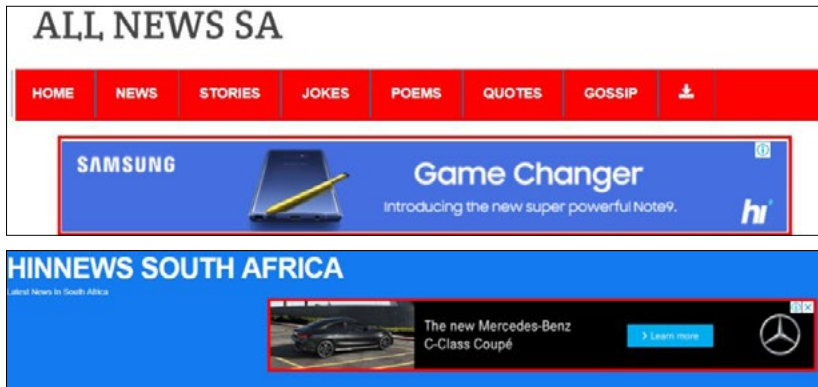 ALL NEWS SA
HOME NEWS STORIES JOKES POEMS QUOTES GOSSIP
SAMSUNG
Game Changer
Introducing the new super powerful Note9.
hi
HINNEWS SOUTH AFRICA
Latest News In South Africa
The new Mercedes-Benz
C-Class Coupé
> Learn more